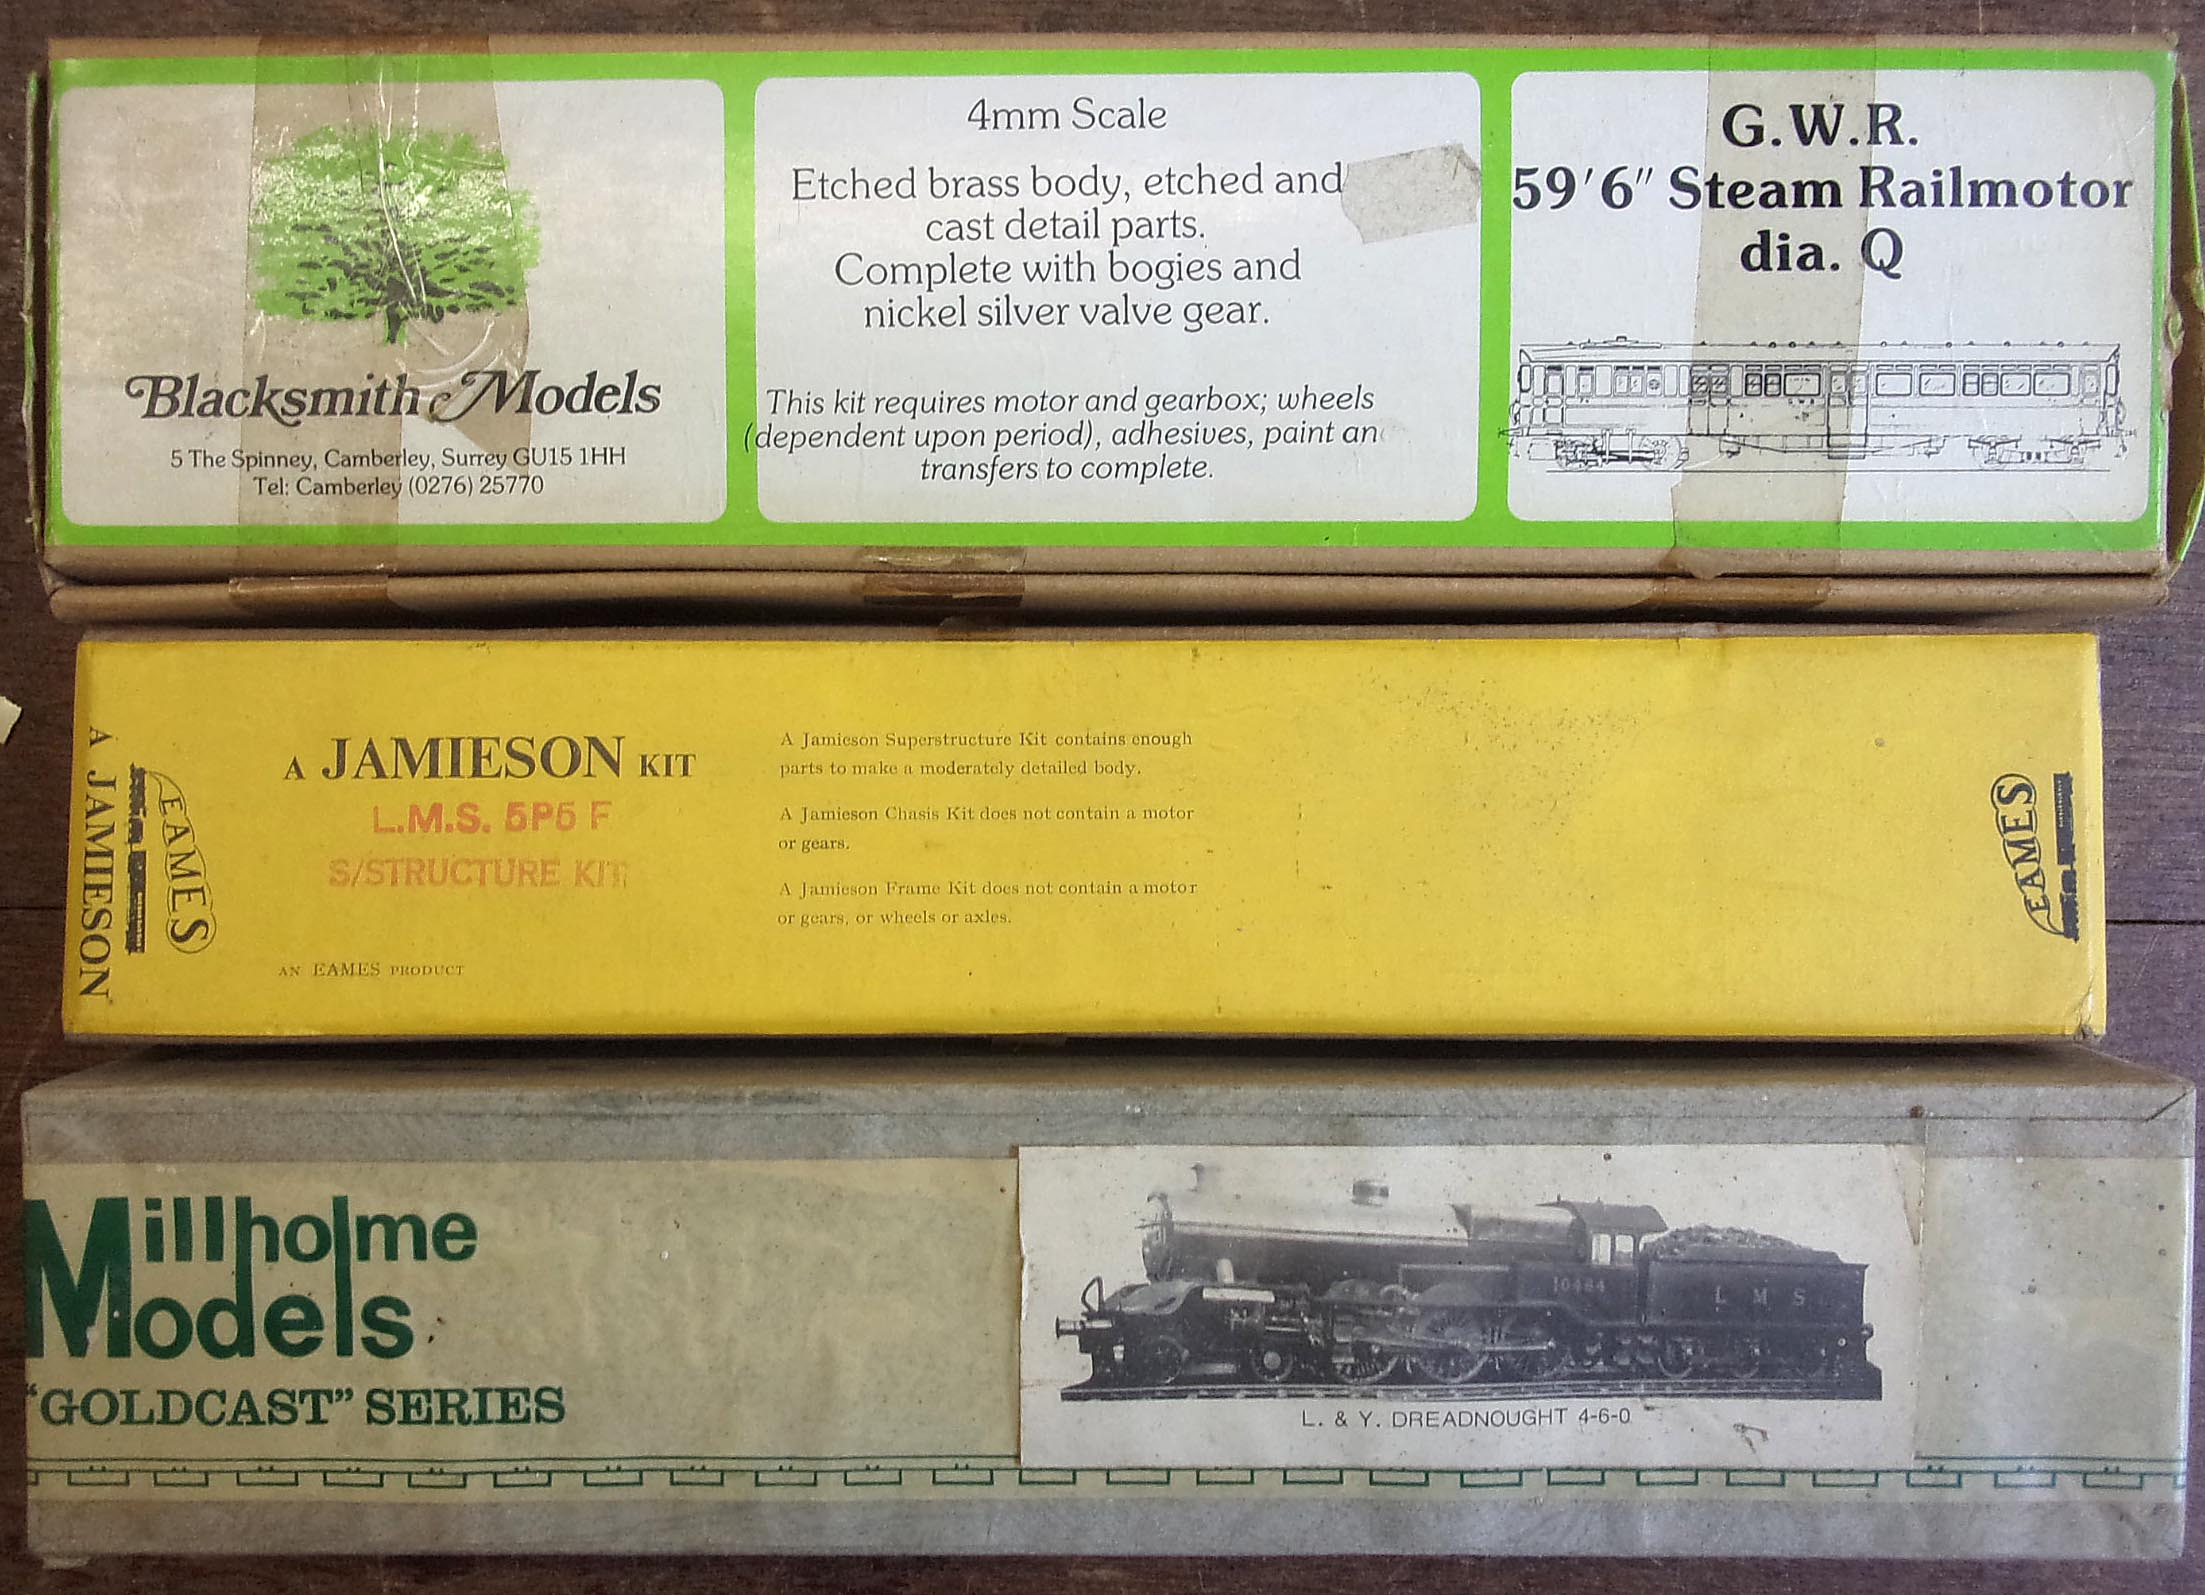 Blacksmith Models
5 The Spinney, Camberley, Surrey GU15 1HH
Tel: Camberley (0276) 25770
4mm Scale
Etched brass body, etched and
cast detail parts.
Complete with bogies and
nickel silver valve gear.
This kit requires motor and gearbox; wheels
(dependent upon period), adhesives, paint an
transfers to complete.
G.W.R.
59'6" Steam Railmotor
dia. Q
A JAMIESON
EAMES
A JAMIESON KIT
L.M.S. 5P5 F
S/STRUCTURE KIT
AN EAMES PRODUCT
A Jamieson Superstructure Kit contains enough
parts to make a moderately detailed body.
A Jamieson Chasis Kit does not contain a motor
or gears.
A Jamieson Frame Kit does not contain a motor
or gears, or wheels or axles.
EAMES
Millholme
Models
"GOLDCAST" SERIES
10464
L M S
L. & Y. DREADNOUGHT 4-6-0